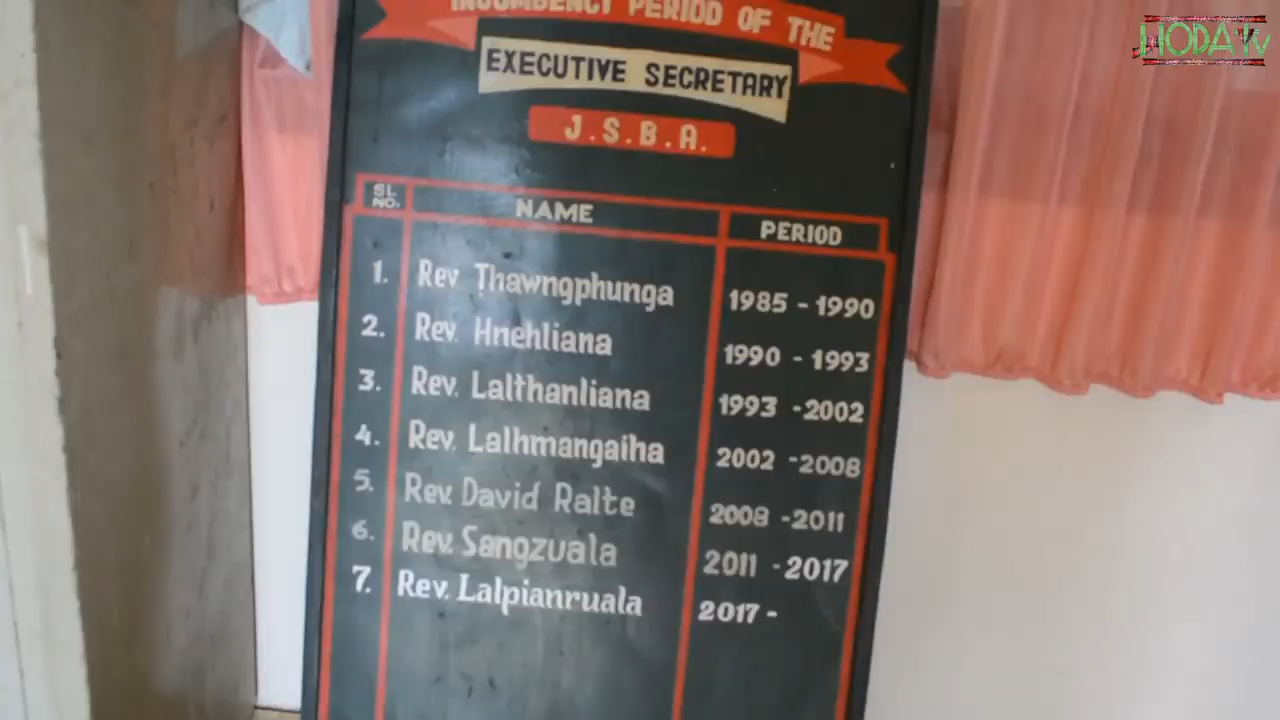 INCUMBENCY PERIOD OF THE
EXECUTIVE SECRETARY
J.S.B.A.
SL. NO. NAME PERIOD
1. Rev. Thawngphunga 1985 - 1990
2. Rev. Hnehliana 1990 - 1993
3. Rev. Lalthanliana 1993 - 2002
4. Rev. Lalhmangaiha 2002 - 2008
5. Rev. David Ralte 2008 - 2011
6. Rev. Sangzuala 2011 - 2017
7. Rev. Lalpianruala 2017 -
HODA Tv